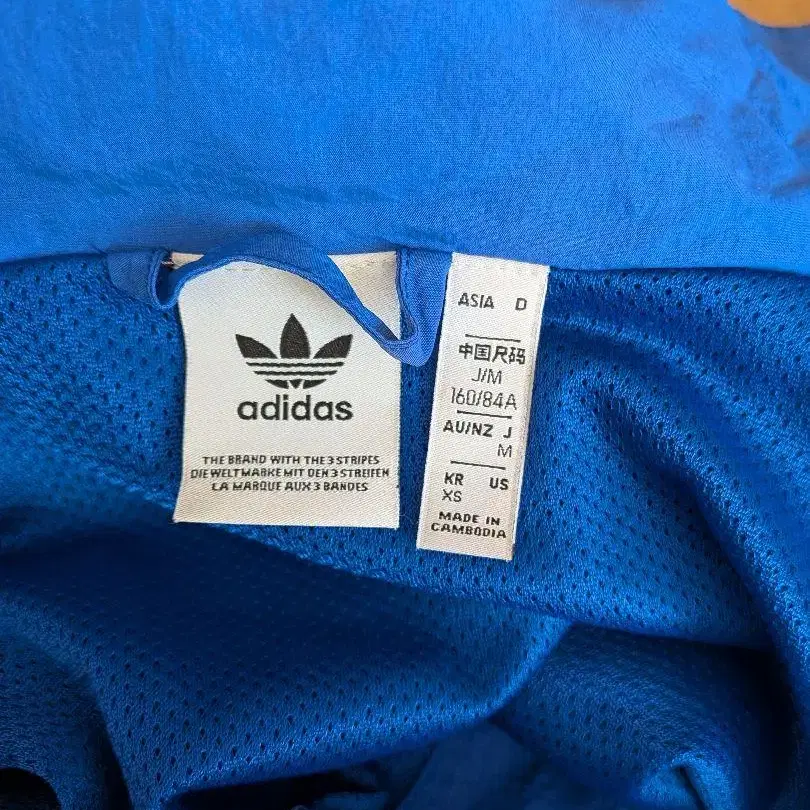 adidas
THE BRAND WITH THE 3 STRIPES
DIE WELTMARKE MIT DEN 3 STREIFEN
LA MARQUE AUX 3 BANDES
ASIA D
中国尺码
J/M
160/84A
AU/NZ J
M
KR US
XS
MADE IN
CAMBODIA